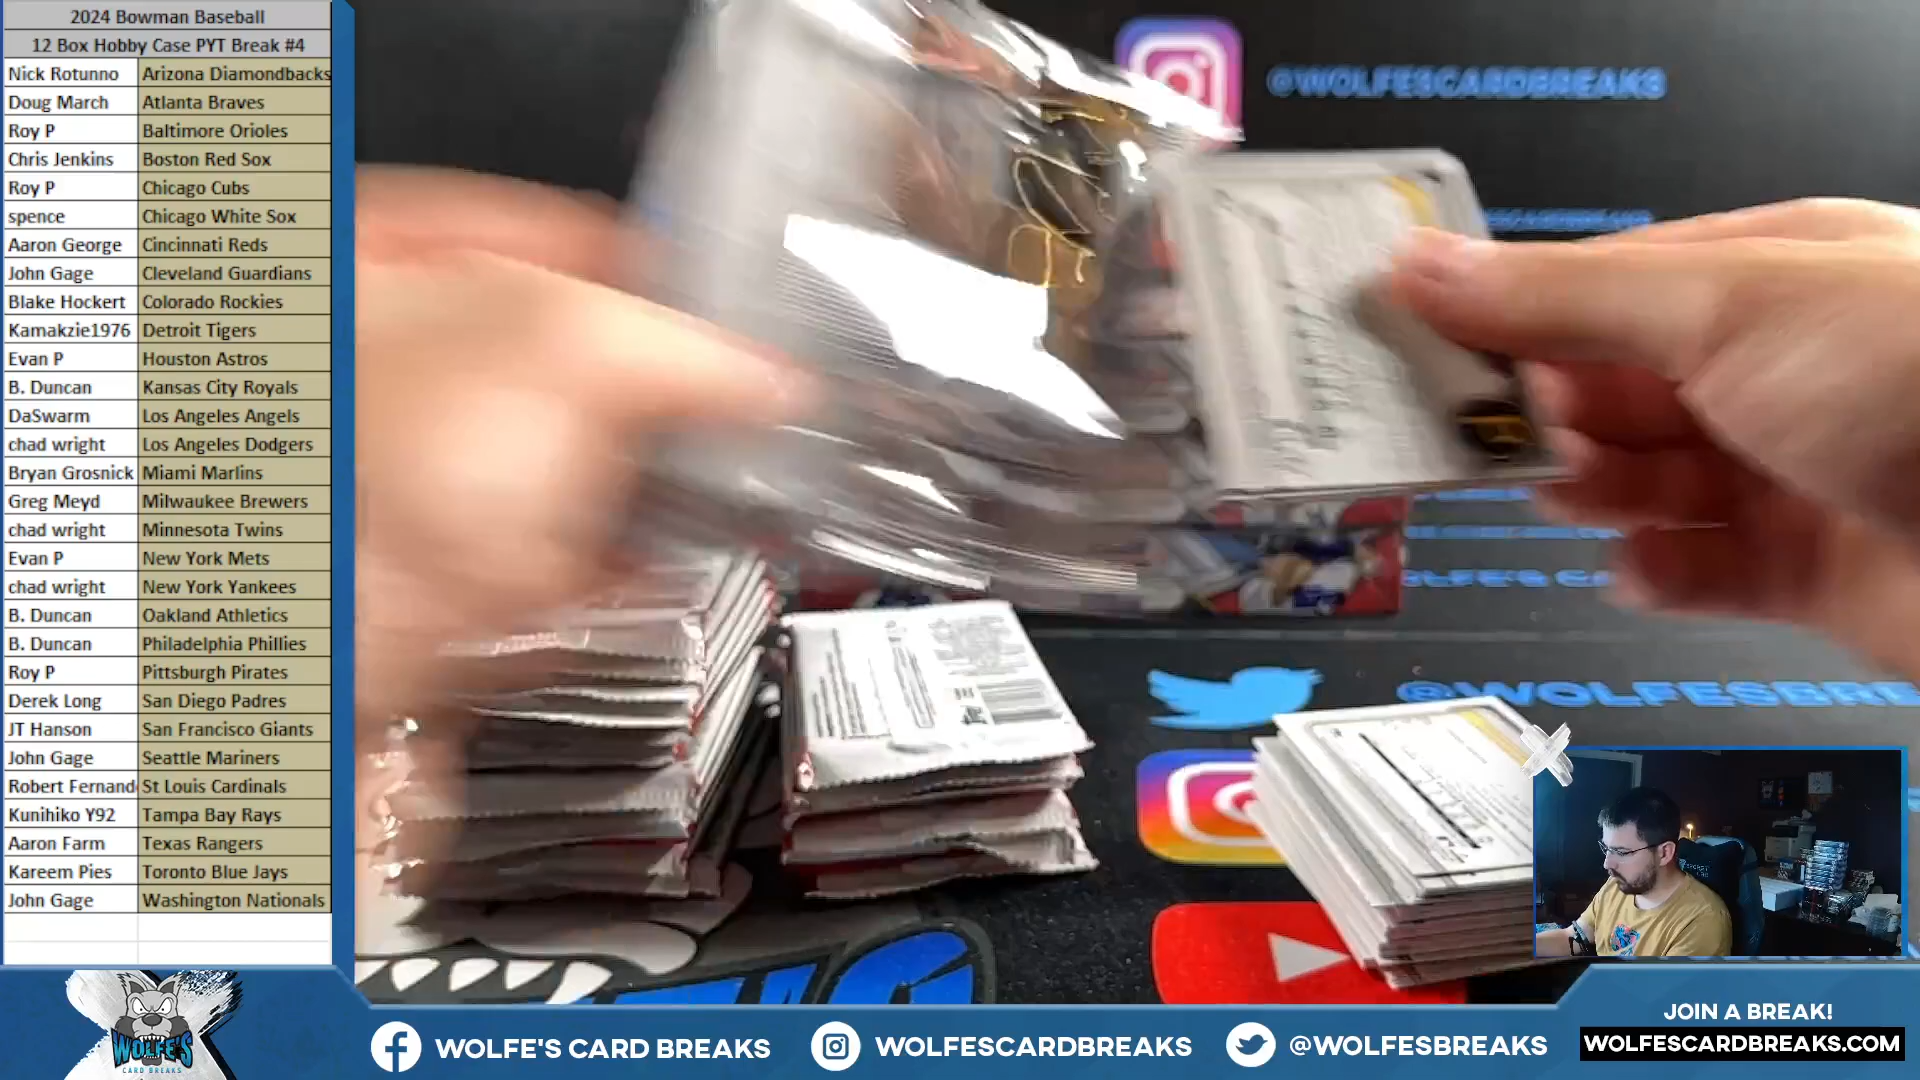 2024 Bowman Baseball
12 Box Hobby Case PYT Break #4
Nick Rotunno Arizona Diamondbacks
Doug March Atlanta Braves
Roy P Baltimore Orioles
Chris Jenkins Boston Red Sox
Roy P Chicago Cubs
spence Chicago White Sox
Aaron George Cincinnati Reds
John Gage Cleveland Guardians
Blake Hockert Colorado Rockies
Kamakzie1976 Detroit Tigers
Evan P Houston Astros
B. Duncan Kansas City Royals
DaSwarm Los Angeles Angels
chad wright Los Angeles Dodgers
Bryan Grosnick Miami Marlins
Greg Meyd Milwaukee Brewers
chad wright Minnesota Twins
Evan P New York Mets
chad wright New York Yankees
B. Duncan Oakland Athletics
B. Duncan Philadelphia Phillies
Roy P Pittsburgh Pirates
Derek Long San Diego Padres
JT Hanson San Francisco Giants
John Gage Seattle Mariners
Robert Fernand St Louis Cardinals
Kunihiko Y92 Tampa Bay Rays
Aaron Farm Texas Rangers
Kareem Pies Toronto Blue Jays
John Gage Washington Nationals
@WOLFESCARDBREAKS
@WOLFESBRE
WOLFE'S
CARD BREAKS
WOLFE'S CARD BREAKS
WOLFESCARDBREAKS
@WOLFESBREAKS
JOIN A BREAK!
WOLFESCARDBREAKS.COM